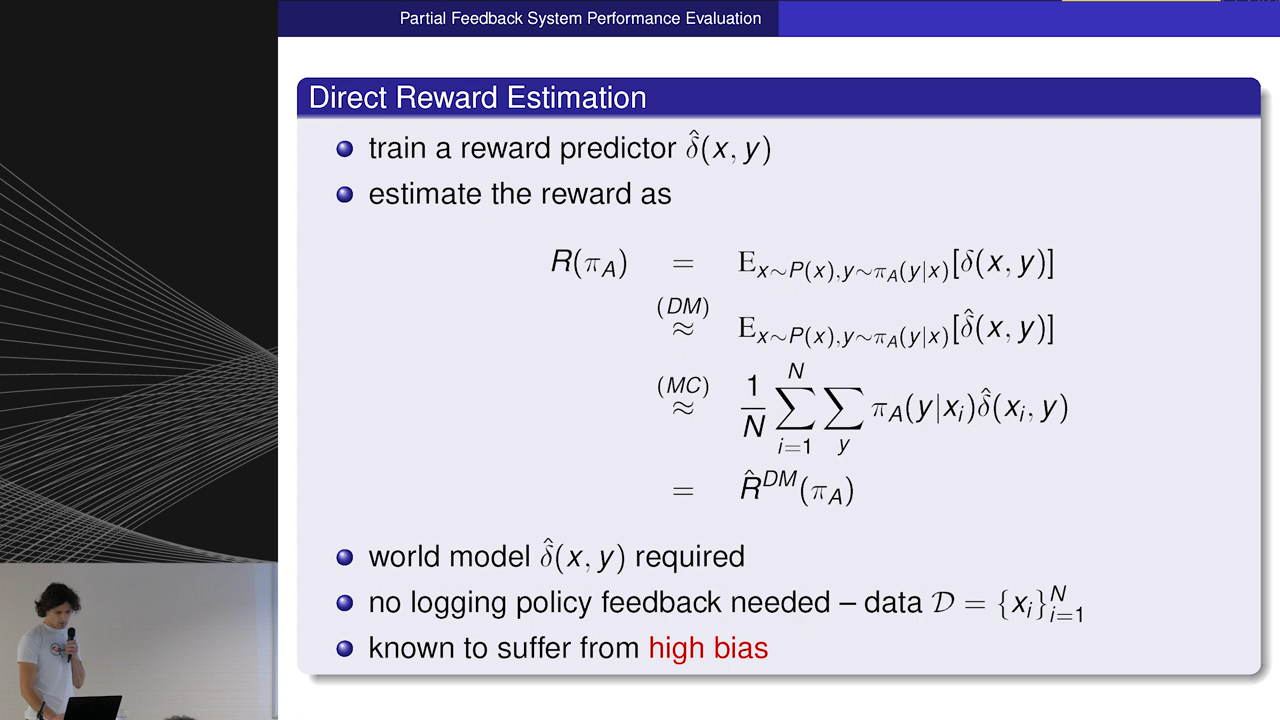 Partial Feedback System Performance Evaluation
Direct Reward Estimation
train a reward predictor δ̂(x, y)
estimate the reward as
R(π_A) = E_{x∼P(x),y∼π_A(y|x)}[δ(x, y)]
(DM) ≈ E_{x∼P(x),y∼π_A(y|x)}[δ̂(x, y)]
(MC) ≈ 1/N ∑_{i=1}^{N} ∑_y π_A(y|x_i)δ̂(x_i, y)
= R̂^{DM}(π_A)
world model δ̂(x, y) required
no logging policy feedback needed – data 𝒟 = {x_i}_{i=1}^{N}
known to suffer from high bias